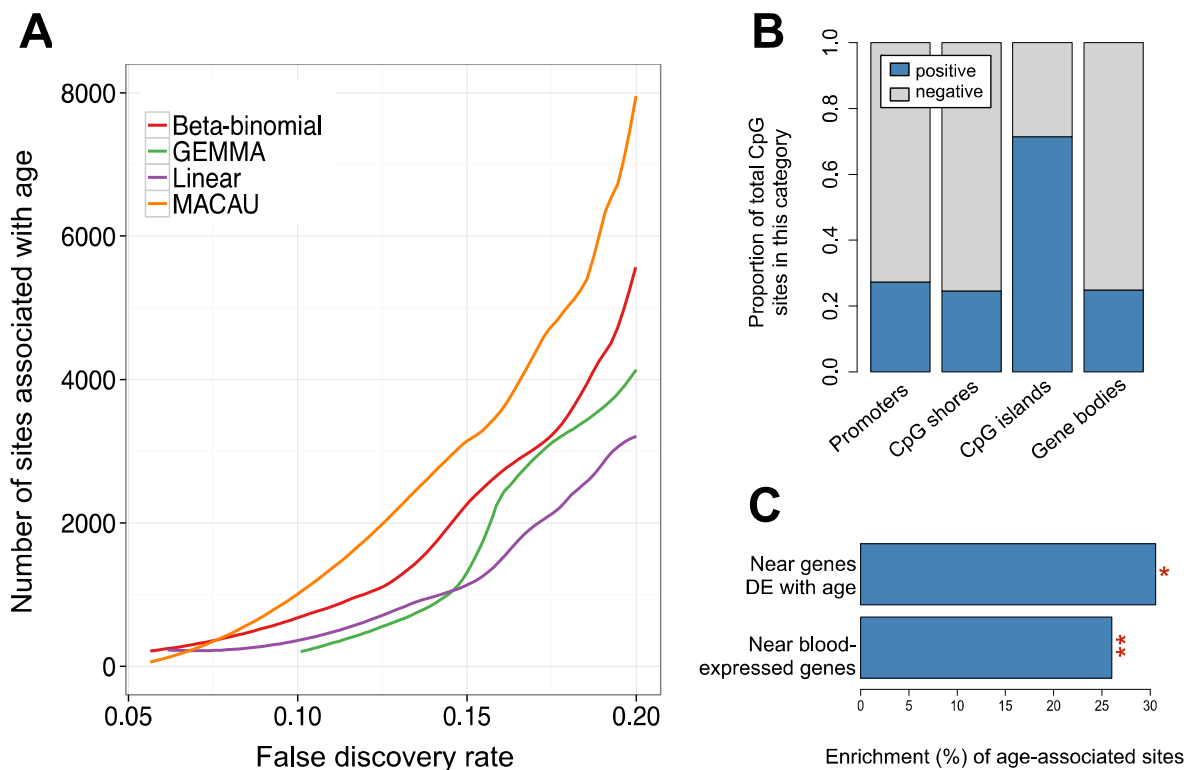 A
8000
6000
4000
2000
0
Number of sites associated with age
Beta-binomial
GEMMA
Linear
MACAU
0.05
0.10
0.15
0.20
False discovery rate
B
Proportion of total CpG
sites in this category
1.0
0.8
0.6
0.4
0.2
0.0
positive
negative
Promoters
CpG shores
CpG islands
Gene bodies
C
Near genes
DE with age
*
Near blood-
expressed genes
**
0
5
10
15
20
25
30
Enrichment (%) of age-associated sites